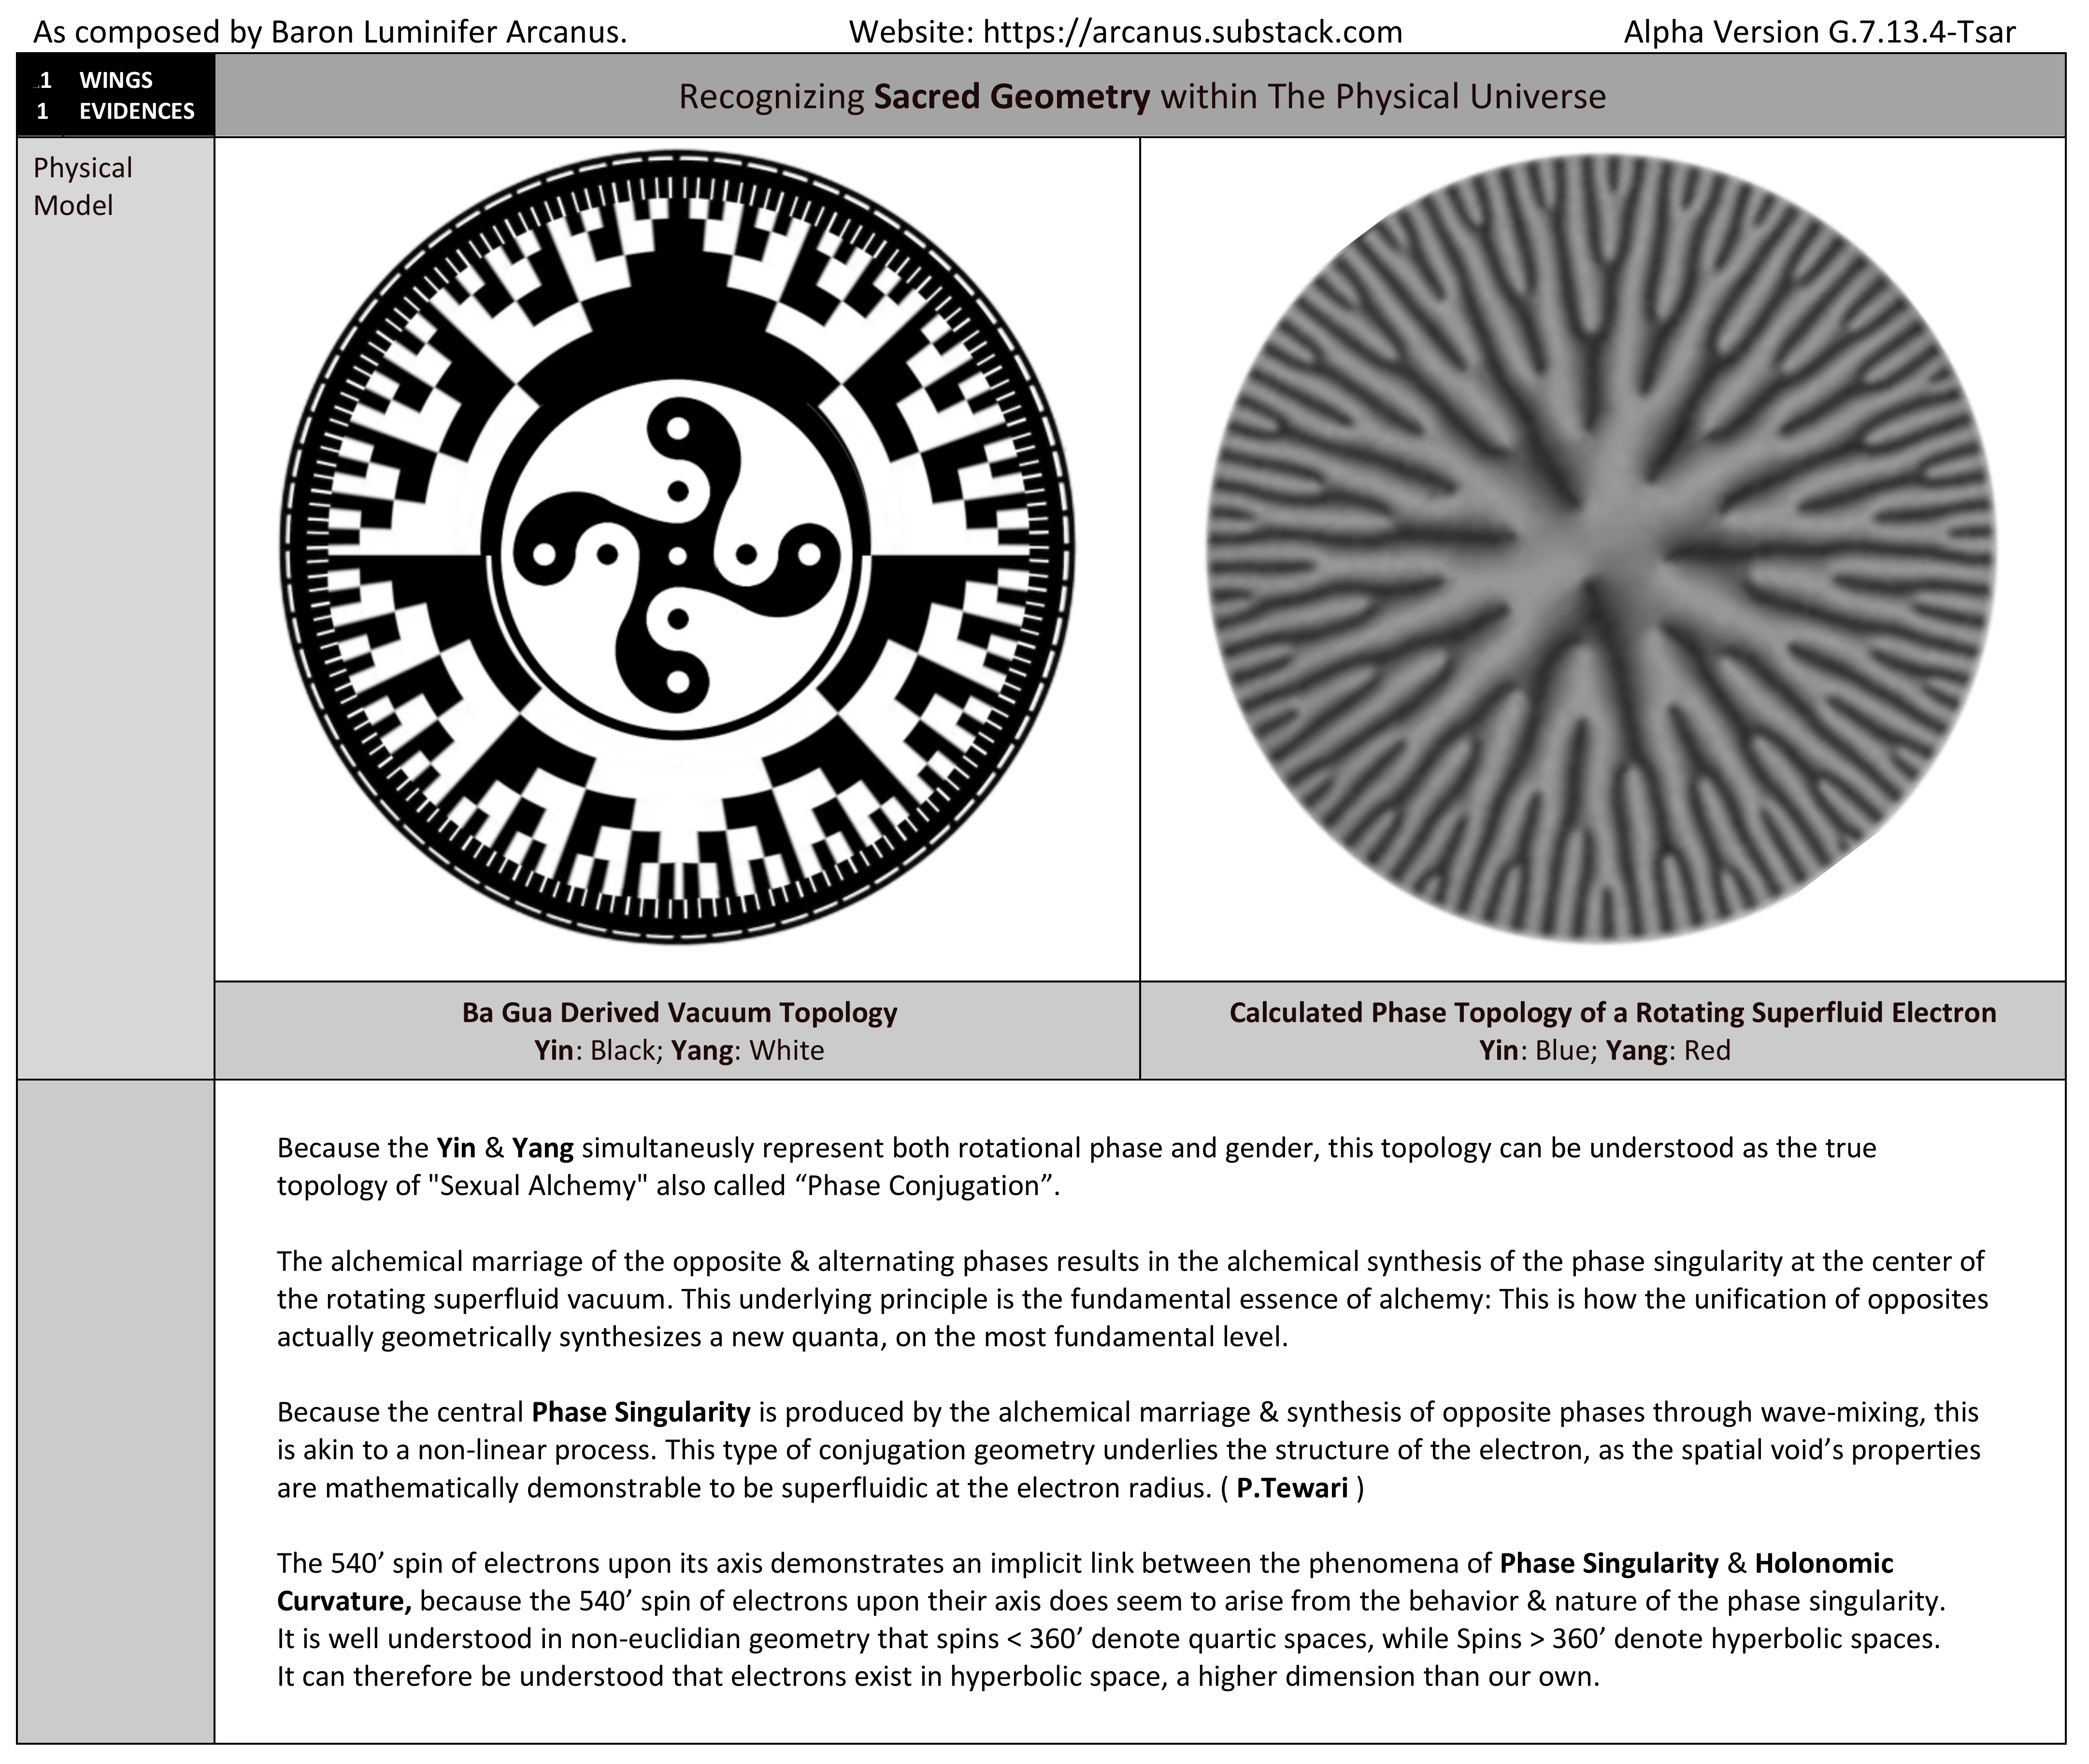 As composed by Baron Luminifer Arcanus. Website: https://arcanus.substack.com Alpha Version G.7.13.4-Tsar
1 WINGS
1 EVIDENCES
Recognizing Sacred Geometry within The Physical Universe
Physical
Model
Ba Gua Derived Vacuum Topology
Yin: Black; Yang: White
Calculated Phase Topology of a Rotating Superfluid Electron
Yin: Blue; Yang: Red
Because the Yin & Yang simultaneusly represent both rotational phase and gender, this topology can be understood as the true
topology of "Sexual Alchemy" also called “Phase Conjugation”.
The alchemical marriage of the opposite & alternating phases results in the alchemical synthesis of the phase singularity at the center of
the rotating superfluid vacuum. This underlying principle is the fundamental essence of alchemy: This is how the unification of opposites
actually geometrically synthesizes a new quanta, on the most fundamental level.
Because the central Phase Singularity is produced by the alchemical marriage & synthesis of opposite phases through wave-mixing, this
is akin to a non-linear process. This type of conjugation geometry underlies the structure of the electron, as the spatial void’s properties
are mathematically demonstrable to be superfluidic at the electron radius. ( P.Tewari )
The 540’ spin of electrons upon its axis demonstrates an implicit link between the phenomena of Phase Singularity & Holonomic
Curvature, because the 540’ spin of electrons upon their axis does seem to arise from the behavior & nature of the phase singularity.
It is well understood in non-euclidian geometry that spins < 360’ denote quartic spaces, while Spins > 360’ denote hyperbolic spaces.
It can therefore be understood that electrons exist in hyperbolic space, a higher dimension than our own.